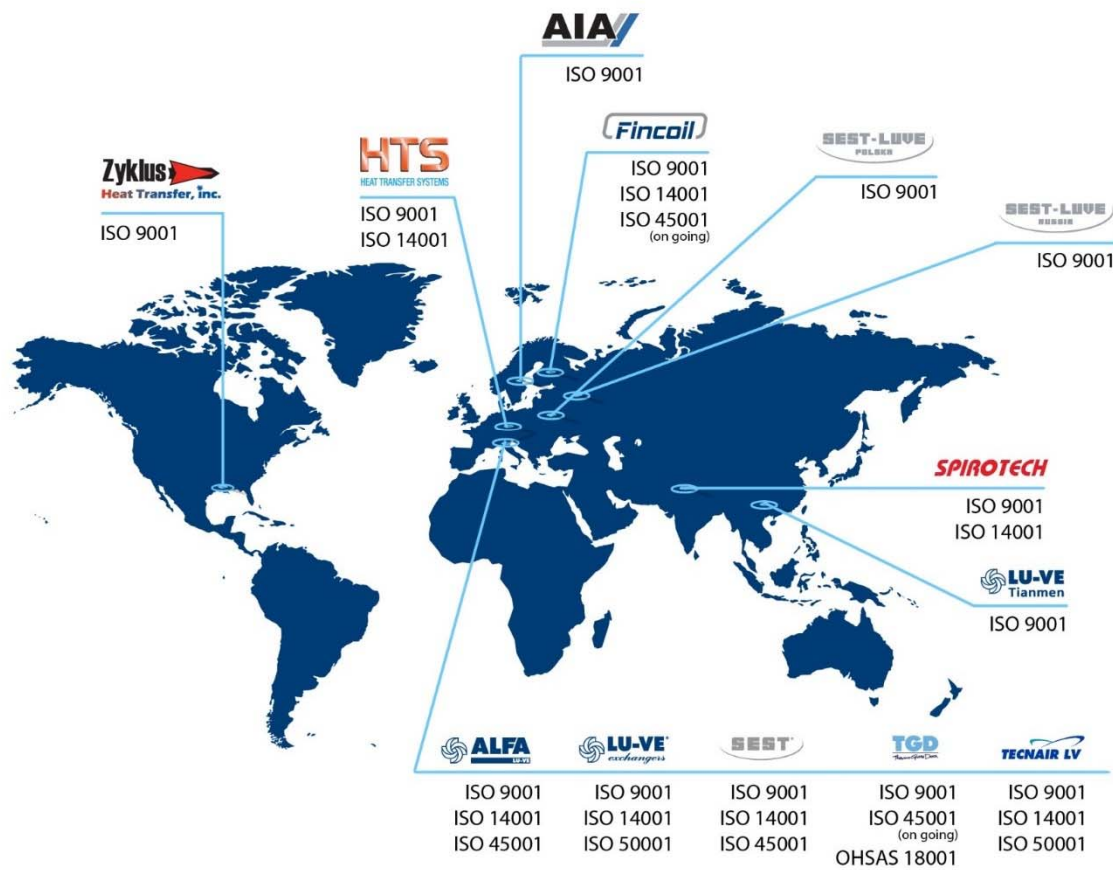 AIA
ISO 9001
Fincoil
ISO 9001
ISO 14001
ISO 45001
(on going)
SEST-LUVE
POLSKA
ISO 9001
HTS
HEAT TRANSFER SYSTEMS
ISO 9001
ISO 14001
Zyklus
Heat Transfer, inc.
ISO 9001
SEST-LUVE
RUSSIA
ISO 9001
SPIROTECH
ISO 9001
ISO 14001
LU-VE
Tianmen
ISO 9001
ALFA
LU-VE
ISO 9001
ISO 14001
ISO 45001
LU-VE®
exchangers
ISO 9001
ISO 14001
ISO 50001
SEST®
ISO 9001
ISO 14001
ISO 45001
TGD
ISO 9001
ISO 45001
(on going)
OHSAS 18001
TECNAIR LV
ISO 9001
ISO 14001
ISO 50001